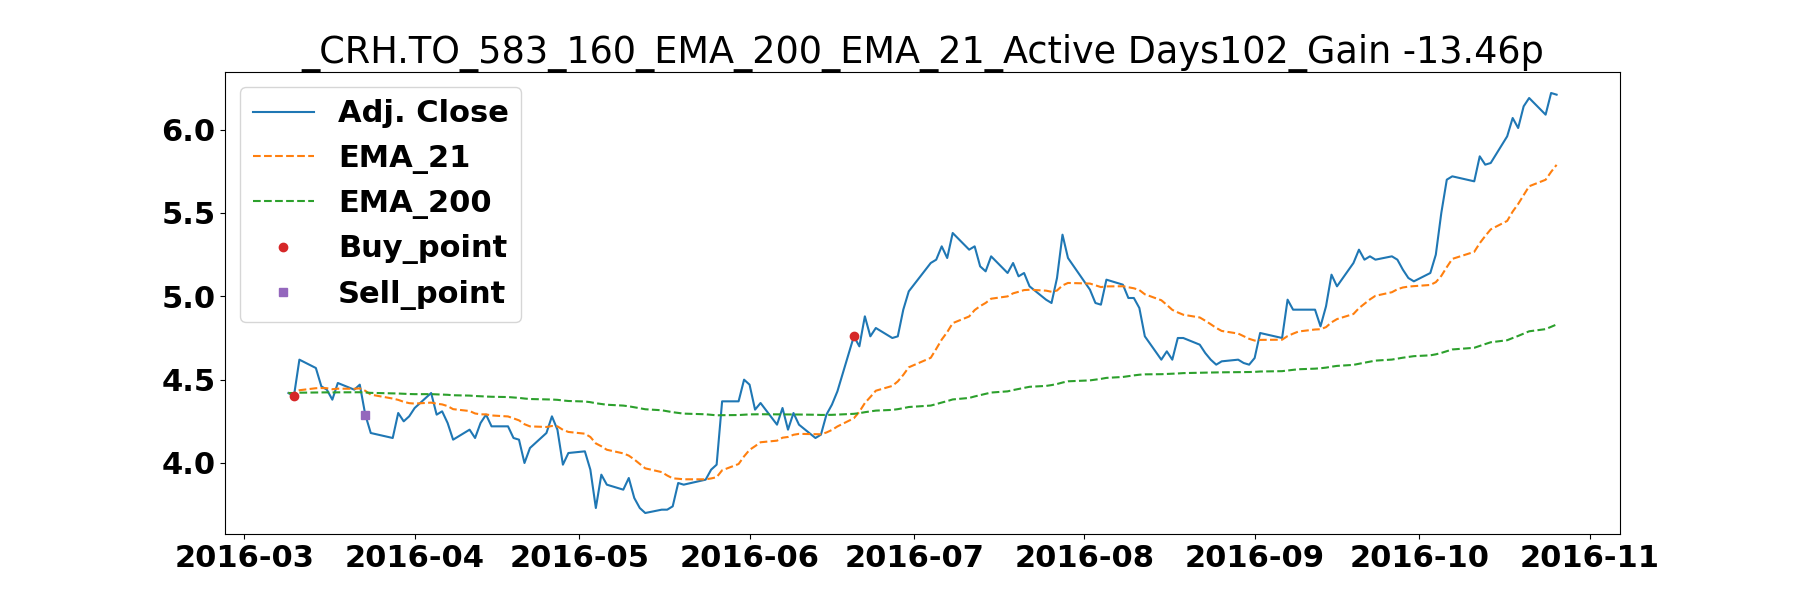 _CRH.TO_583_160_EMA_200_EMA_21_Active Days102_Gain -13.46p
Adj. Close
EMA_21
EMA_200
Buy_point
Sell_point
6.0
5.5
5.0
4.5
4.0
2016-03 2016-04 2016-05 2016-06 2016-07 2016-08 2016-09 2016-10 2016-11